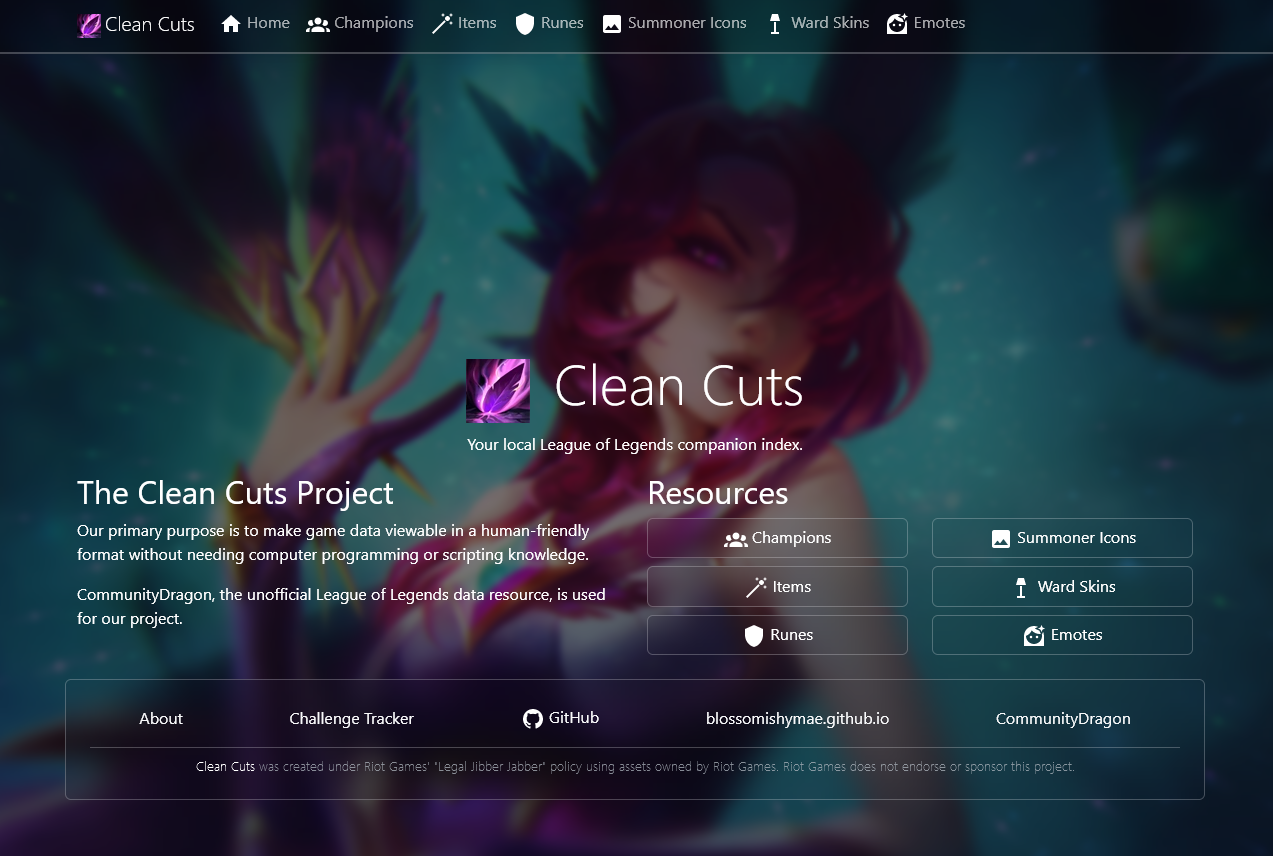 Clean Cuts Home Champions Items Runes Summoner Icons Ward Skins Emotes
Clean Cuts
Your local League of Legends companion index.
The Clean Cuts Project
Our primary purpose is to make game data viewable in a human-friendly
format without needing computer programming or scripting knowledge.
CommunityDragon, the unofficial League of Legends data resource, is used
for our project.
Resources
Champions Summoner Icons
Items Ward Skins
Runes Emotes
About Challenge Tracker GitHub blossomishymae.github.io CommunityDragon
Clean Cuts was created under Riot Games' "Legal Jibber Jabber" policy using assets owned by Riot Games. Riot Games does not endorse or sponsor this project.